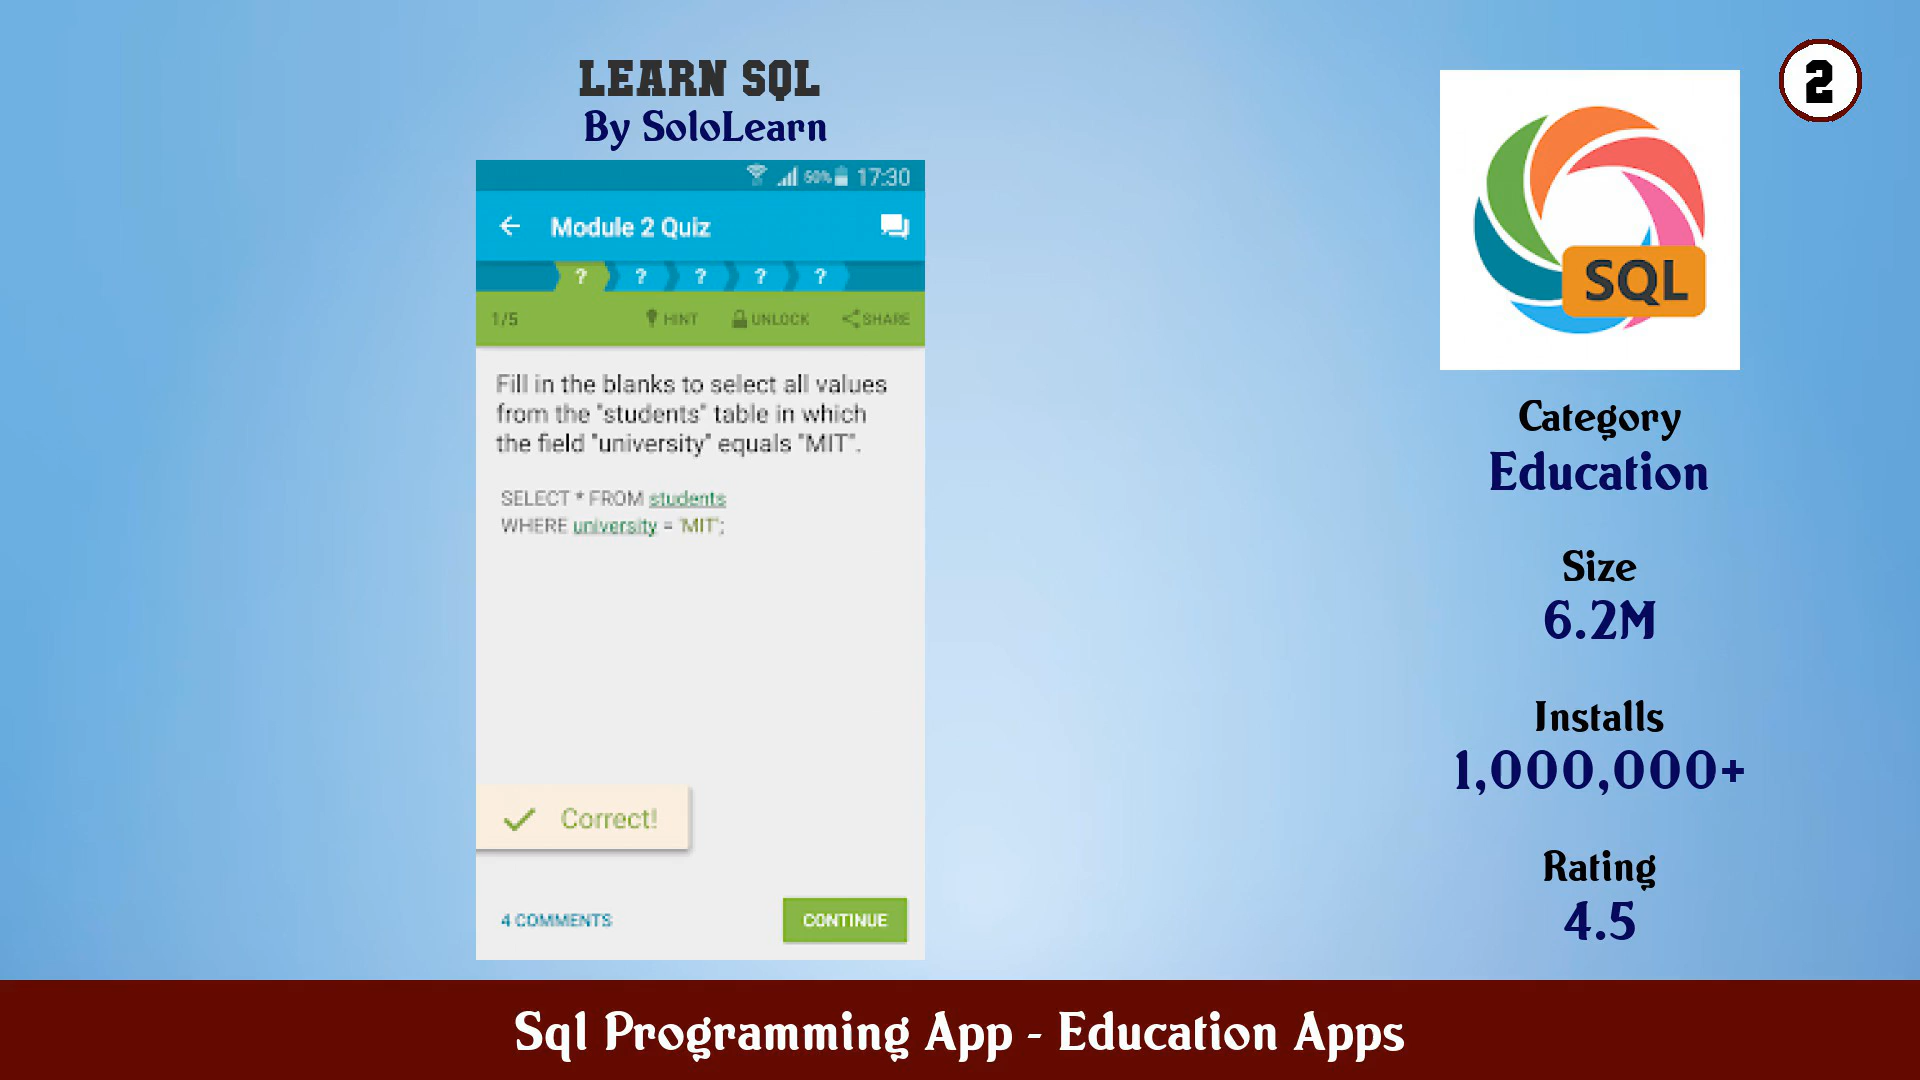 LEARN SQL
By SoloLearn
50% 17:30
Module 2 Quiz
? ? ? ? ?
1/5 HINT UNLOCK SHARE
Fill in the blanks to select all values
from the "students" table in which
the field "university" equals "MIT".
SELECT * FROM students
WHERE university = 'MIT';
Correct!
4 COMMENTS CONTINUE
2
SQL
Category
Education
Size
6.2M
Installs
1,000,000+
Rating
4.5
Sql Programming App - Education Apps